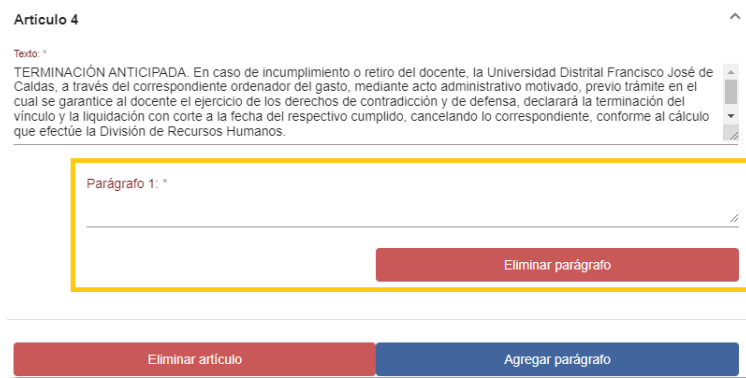 Artículo 4
Texto: *
TERMINACIÓN ANTICIPADA. En caso de incumplimiento o retiro del docente, la Universidad Distrital Francisco José de
Caldas, a través del correspondiente ordenador del gasto, mediante acto administrativo motivado, previo trámite en el
cual se garantice al docente el ejercicio de los derechos de contradicción y de defensa, declarará la terminación del
vínculo y la liquidación con corte a la fecha del respectivo cumplido, cancelando lo correspondiente, conforme al cálculo
que efectúe la División de Recursos Humanos.
Parágrafo 1: *
Eliminar parágrafo
Eliminar artículo
Agregar parágrafo